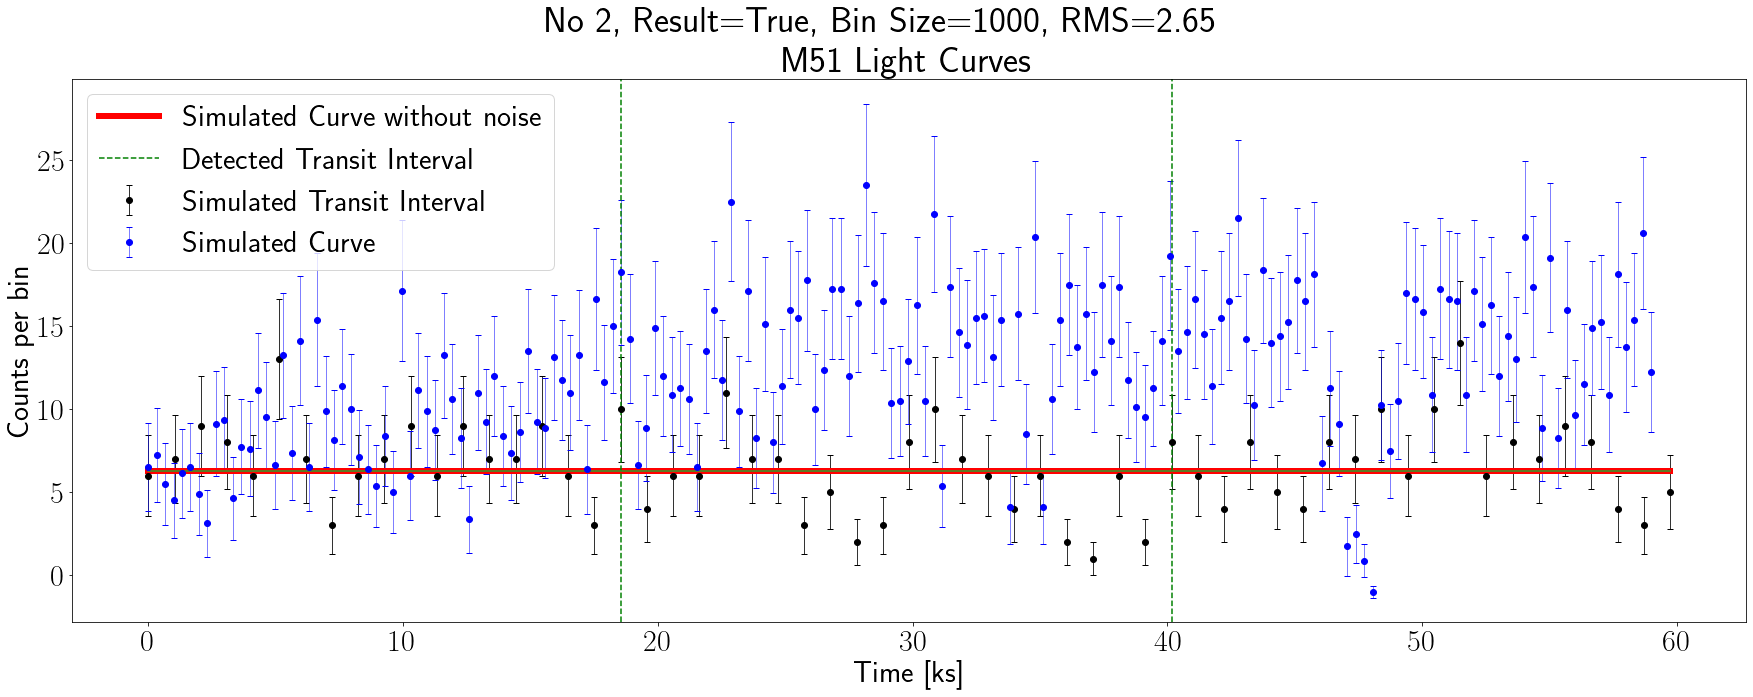 No 2, Result=True, Bin Size=1000, RMS=2.65
M51 Light Curves
Simulated Curve without noise
Detected Transit Interval
Simulated Transit Interval
Simulated Curve
Counts per bin
25
20
15
10
5
0
0 10 20 30 40 50 60
Time [ks]